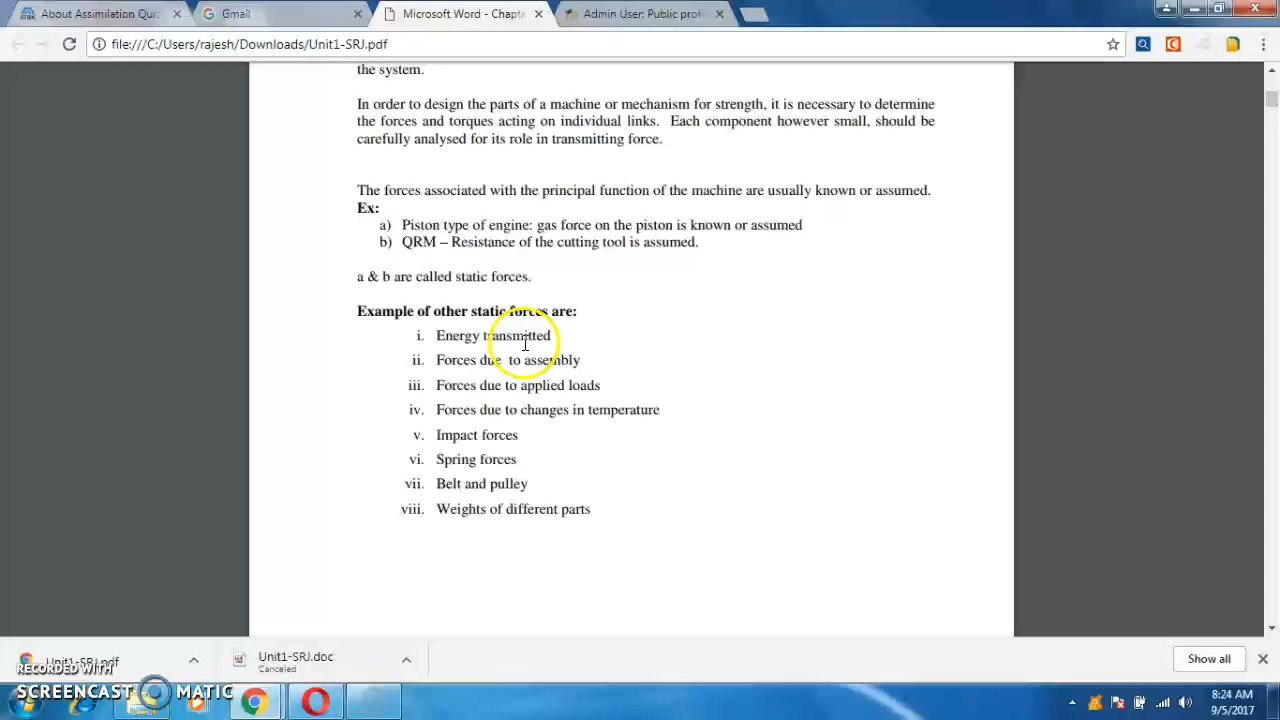 About Assimilation Quiz
Gmail
Microsoft Word - Chapte
Admin User: Public profi
file:///C:/Users/rajesh/Downloads/Unit1-SRJ.pdf
the system.
In order to design the parts of a machine or mechanism for strength, it is necessary to determine
the forces and torques acting on individual links. Each component however small, should be
carefully analysed for its role in transmitting force.
The forces associated with the principal function of the machine are usually known or assumed.
Ex:
a) Piston type of engine: gas force on the piston is known or assumed
b) QRM – Resistance of the cutting tool is assumed.
a & b are called static forces.
Example of other static forces are:
i. Energy transmitted
ii. Forces due to assembly
iii. Forces due to applied loads
iv. Forces due to changes in temperature
v. Impact forces
vi. Spring forces
vii. Belt and pulley
viii. Weights of different parts
Unit1-SRJ.pdf
Unit1-SRJ.doc
Canceled
Show all
RECORDED WITH
SCREENCAST MATIC
8:24 AM
9/5/2017